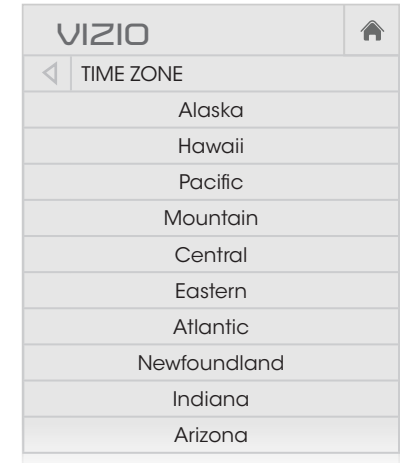 VIZIO
TIME ZONE
Alaska
Hawaii
Pacific
Mountain
Central
Eastern
Atlantic
Newfoundland
Indiana
Arizona